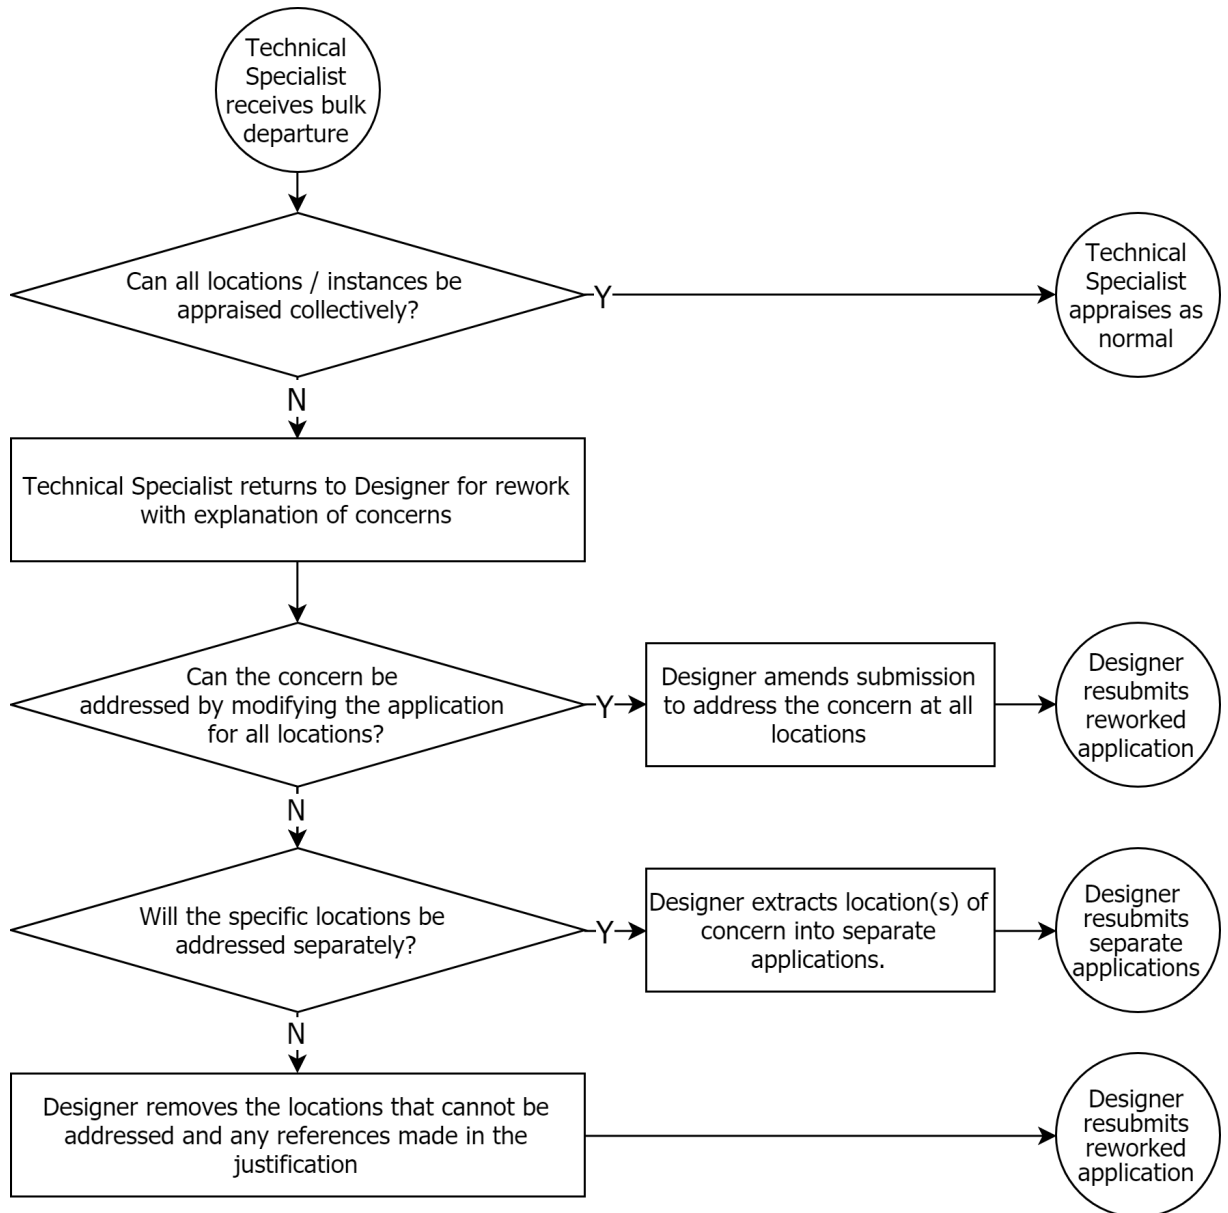 Technical
Specialist
receives bulk
departure
Can all locations / instances be
appraised collectively?
Y
Technical
Specialist
appraises as
normal
N
Technical Specialist returns to Designer for rework
with explanation of concerns
Can the concern be
addressed by modifying the application
for all locations?
Y
Designer amends submission
to address the concern at all
locations
Designer
resubmits
reworked
application
N
Will the specific locations be
addressed separately?
Y
Designer extracts location(s) of
concern into separate
applications.
Designer
resubmits
separate
applications
N
Designer removes the locations that cannot be
addressed and any references made in the
justification
Designer
resubmits
reworked
application